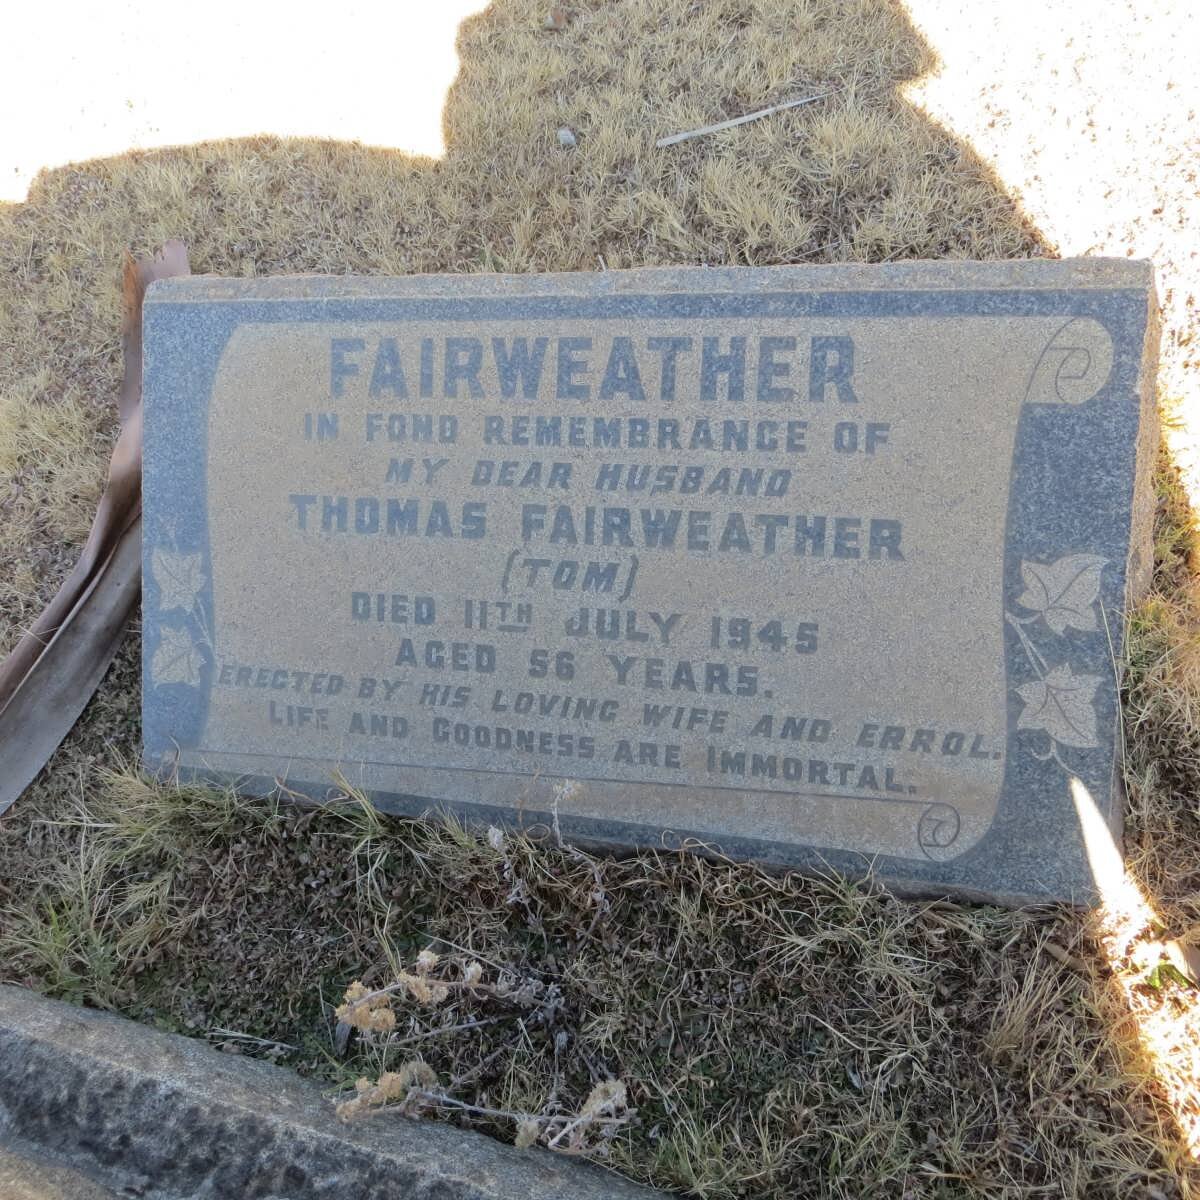 FAIRWEATHER
IN FOND REMEMBRANCE OF
MY DEAR HUSBAND
THOMAS FAIRWEATHER
(TOM)
DIED 11TH JULY 1945
AGED 56 YEARS.
ERECTED BY HIS LOVING WIFE AND ERROL.
LIFE AND GOODNESS ARE IMMORTAL.